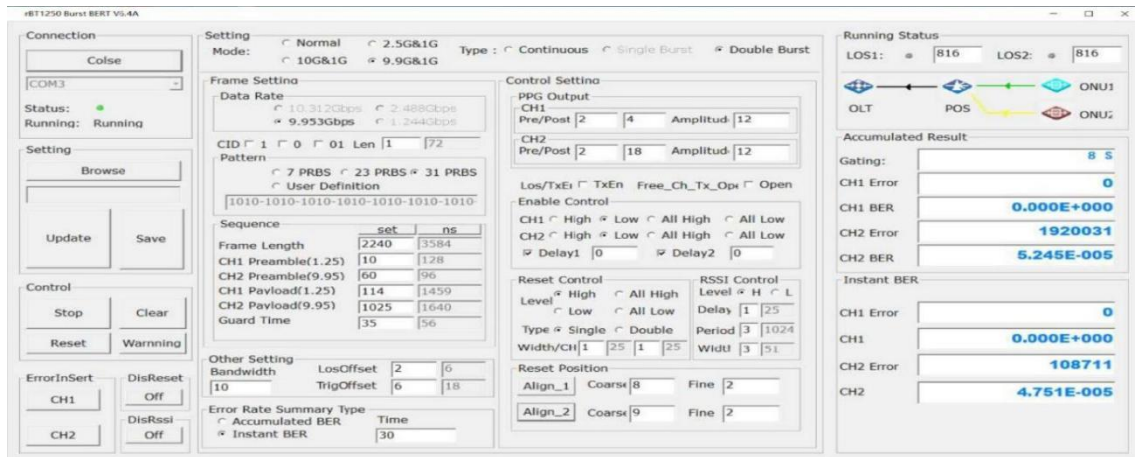 rBT1250 Burst BERT V6.4A
Connection
Colse
COM3
Status:
Running: Running
Setting
Browse
Update Save
Control
Stop Clear
Reset Warnning
ErrorInSert
CH1
CH2
DisReset
Off
DisRssi
Off
Setting
Mode: Normal 2.5G&1G Type : Continuous Single Burst Double Burst
10G&1G 9.9G&1G
Frame Setting
Data Rate
10.312Gbps 2.488Gbps
9.953Gbps 1.244Gbps
CID 1 0 01 Len 1 72
Pattern
7 PRBS 23 PRBS 31 PRBS
User Definition
1010-1010-1010-1010-1010-1010-1010-
Sequence set ns
Frame Length 2240 3584
CH1 Preamble(1.25) 10 128
CH2 Preamble(9.95) 60 96
CH1 Payload(1.25) 114 1459
CH2 Payload(9.95) 1025 1640
Guard Time 35 56
Other Setting
Bandwidth LosOffset 2 6
10 TrigOffset 6 18
Error Rate Summary Type
Accumulated BER Time
Instant BER 30
Control Setting
PPG Output
CH1
Pre/Post 2 4 Amplitud 12
CH2
Pre/Post 2 18 Amplitud 12
Los/TxEi TxEn Free_Ch_Tx_Ope Open
Enable Control
CH1 High Low All High All Low
CH2 High Low All High All Low
Delay1 0 Delay2 0
Reset Control
Level High All High
Low All Low
Type Single Double
Width/CH 1 25 1 25
RSSI Control
Level H L
Delay 1 25
Period 3 1024
Widtl 3 51
Reset Position
Align_1 Coarse 8 Fine 2
Align_2 Coarse 9 Fine 2
Running Status
LOS1: 816 LOS2: 816
OLT POS ONU1
ONU2
Accumulated Result
Gating: 8 S
CH1 Error 0
CH1 BER 0.000E+000
CH2 Error 1920031
CH2 BER 5.245E-005
Instant BER
CH1 Error 0
CH1 0.000E+000
CH2 Error 108711
CH2 4.751E-005